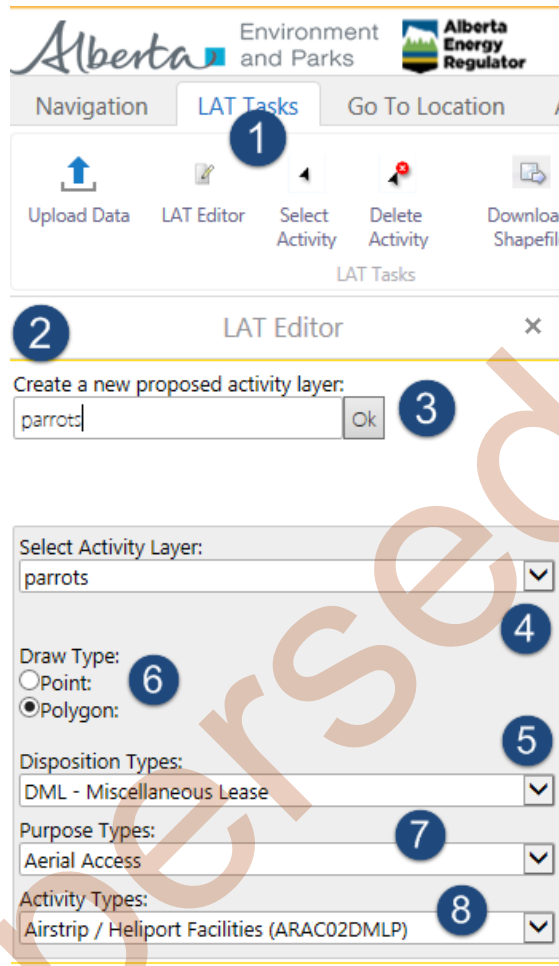 Alberta Environment and Parks Alberta Energy Regulator
Navigation LAT Tasks Go To Location
1
Upload Data LAT Editor Select Activity Delete Activity
LAT Tasks
2 LAT Editor ×
Create a new proposed activity layer:
parrots Ok 3
Select Activity Layer:
parrots
4
Draw Type:
Point: 6
Polygon:
5
Disposition Types:
DML - Miscellaneous Lease
Purpose Types:
7
Aerial Access
Activity Types:
8
Airstrip / Heliport Facilities (ARAC02DMLP)